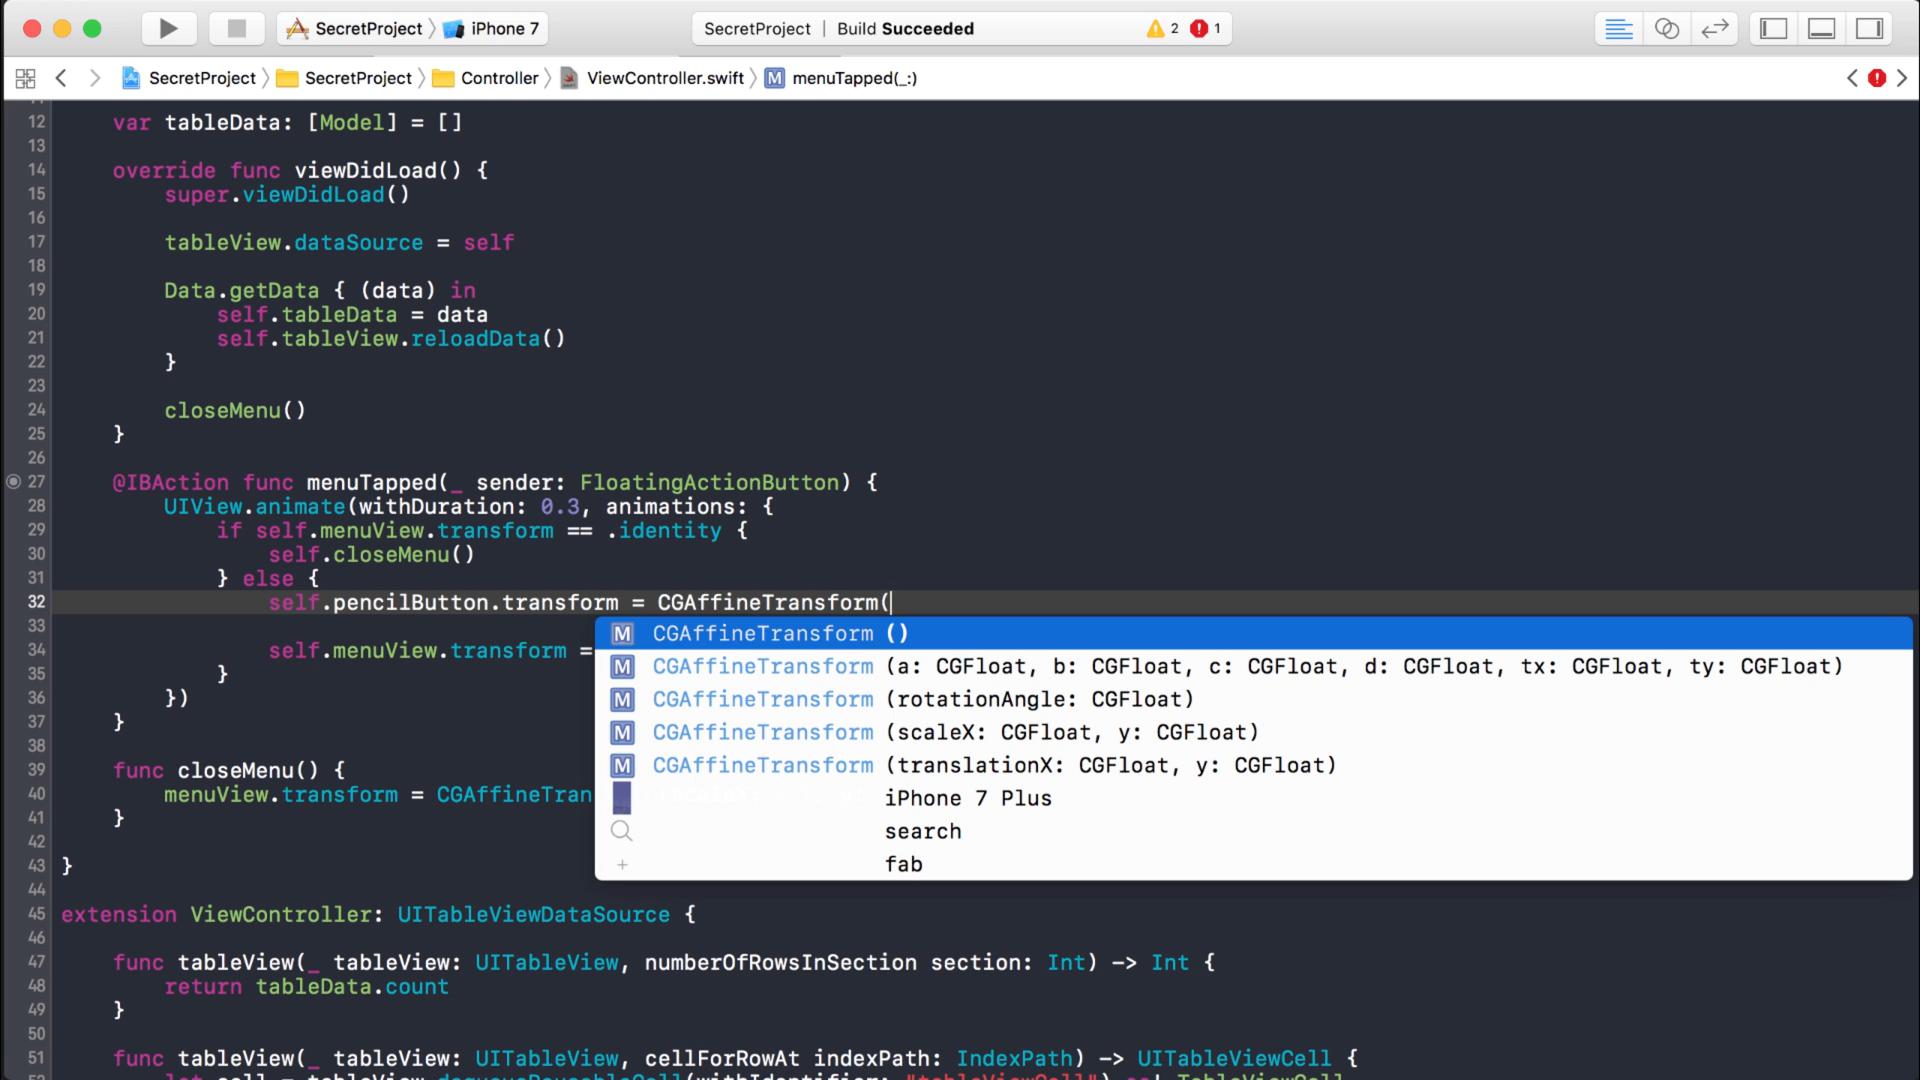 SecretProject iPhone 7 SecretProject | Build Succeeded 2 1
SecretProject SecretProject Controller ViewController.swift M menuTapped(_:)
12 var tableData: [Model] = []
13
14 override func viewDidLoad() {
15 super.viewDidLoad()
16
17 tableView.dataSource = self
18
19 Data.getData { (data) in
20 self.tableData = data
21 self.tableView.reloadData()
22 }
23
24 closeMenu()
25 }
26
27 @IBAction func menuTapped(_ sender: FloatingActionButton) {
28 UIView.animate(withDuration: 0.3, animations: {
29 if self.menuView.transform == .identity {
30 self.closeMenu()
31 } else {
32 self.pencilButton.transform = CGAffineTransform(
33
M CGAffineTransform ()
34 self.menuView.transform =
M CGAffineTransform (a: CGFloat, b: CGFloat, c: CGFloat, d: CGFloat, tx: CGFloat, ty: CGFloat)
35 }
36 })
M CGAffineTransform (rotationAngle: CGFloat)
37 }
M CGAffineTransform (scaleX: CGFloat, y: CGFloat)
38
39 func closeMenu() {
M CGAffineTransform (translationX: CGFloat, y: CGFloat)
40 menuView.transform = CGAffineTran
iPhone 7 Plus
41 }
42
search
43 }
fab
44
45 extension ViewController: UITableViewDataSource {
46
47 func tableView(_ tableView: UITableView, numberOfRowsInSection section: Int) -> Int {
48 return tableData.count
49 }
50
51 func tableView(_ tableView: UITableView, cellForRowAt indexPath: IndexPath) -> UITableViewCell {